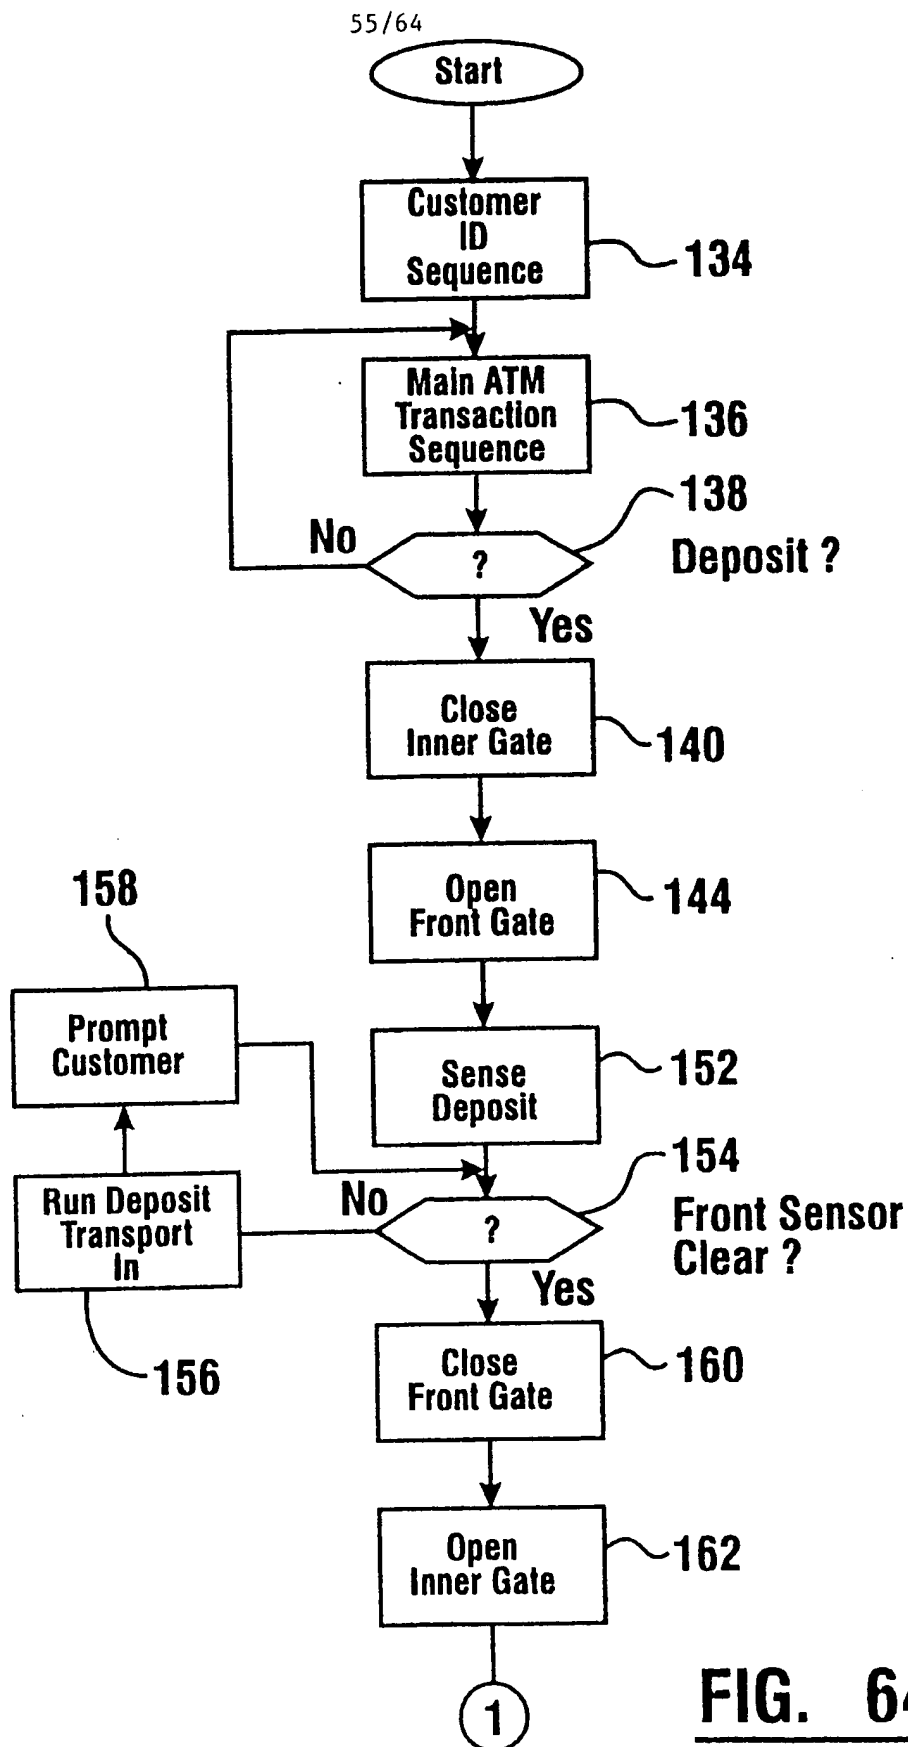 55/64
Start
Customer
ID
Sequence
134
Main ATM
Transaction
Sequence
136
138
No
?
Deposit ?
Yes
Close
Inner Gate
140
Open
Front Gate
144
158
Prompt
Customer
Sense
Deposit
152
154
Run Deposit
Transport
In
No
?
Front Sensor
Clear ?
Yes
156
Close
Front Gate
160
Open
Inner Gate
162
1
FIG. 64